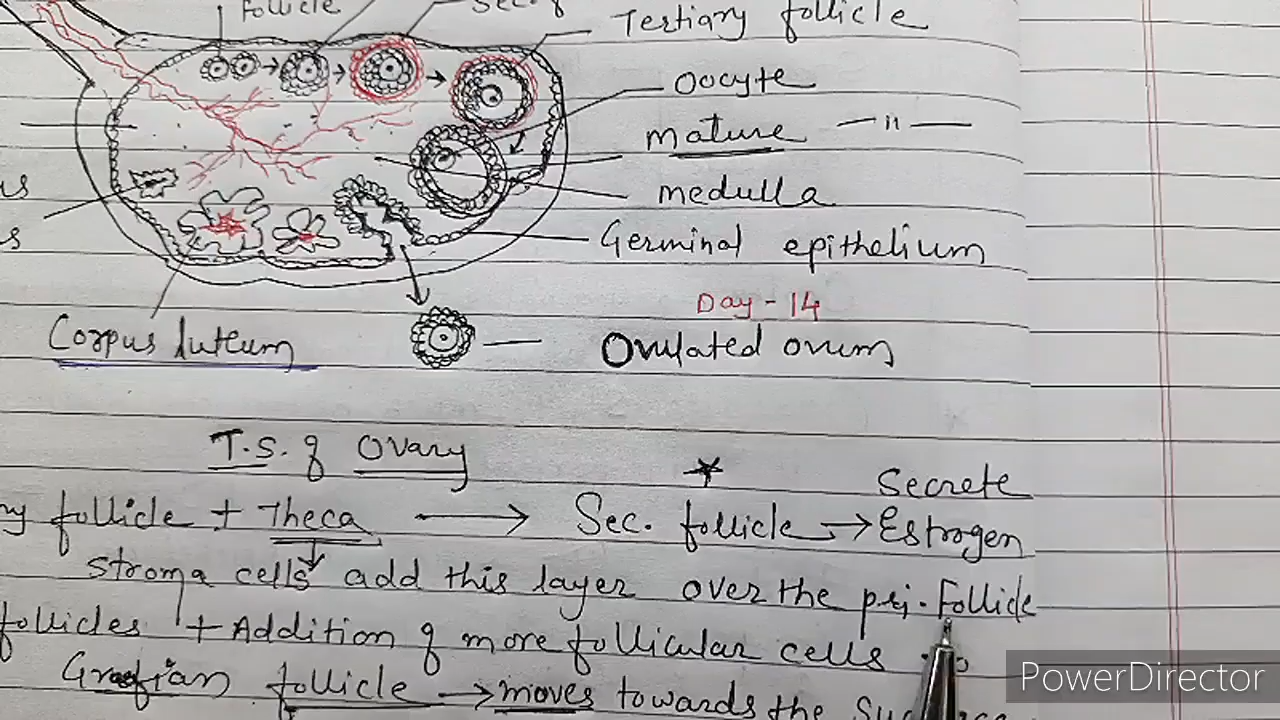 follicle
Tertiary follicle
Oocyte
mature —"—
medulla
Germinal epithelium
Day - 14
Corpus luteum
Ovulated ovum
T.S. of Ovary
Secrete
follicle + Theca → Sec. follicle → Estrogen
stroma cells add this layer over the pri. Follicle
follicles + Addition of more follicular cells
Graafian follicle → moves towards the
PowerDirector